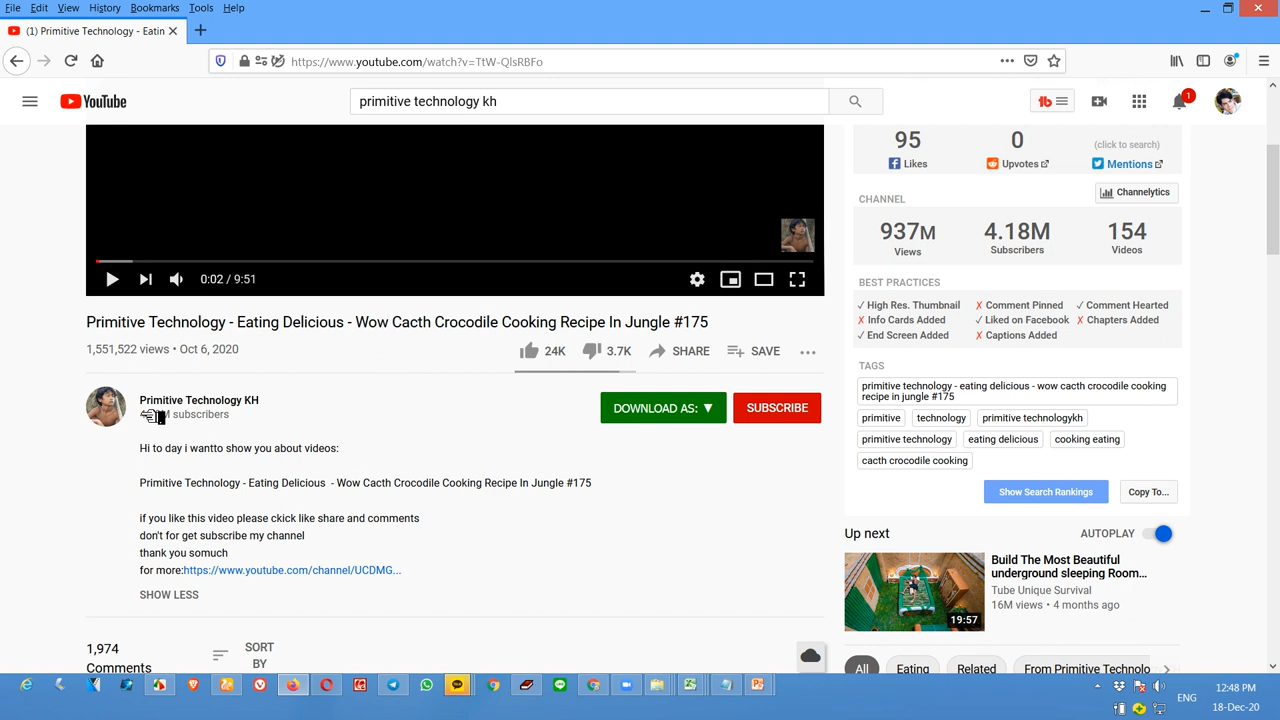 File Edit View History Bookmarks Tools Help
(1) Primitive Technology - Eatin
https://www.youtube.com/watch?v=TtW-QlsRBFo
YouTube
primitive technology kh
1
95 0 (click to search)
Likes Upvotes Mentions
CHANNEL Channelytics
937M 4.18M 154
Views Subscribers Videos
BEST PRACTICES
✓ High Res. Thumbnail ✗ Comment Pinned ✓ Comment Hearted
✗ Info Cards Added ✓ Liked on Facebook ✗ Chapters Added
✓ End Screen Added ✗ Captions Added
TAGS
primitive technology - eating delicious - wow cacth crocodile cooking
recipe in jungle #175
primitive technology primitive technologykh
primitive technology eating delicious cooking eating
cacth crocodile cooking
Show Search Rankings Copy To...
0:02 / 9:51
Primitive Technology - Eating Delicious - Wow Cacth Crocodile Cooking Recipe In Jungle #175
1,551,522 views • Oct 6, 2020
24K 3.7K SHARE SAVE
Primitive Technology KH
subscribers
DOWNLOAD AS: ▼ SUBSCRIBE
Hi to day i wantto show you about videos:
Primitive Technology - Eating Delicious - Wow Cacth Crocodile Cooking Recipe In Jungle #175
if you like this video please ckick like share and comments
don't for get subscribe my channel
thank you somuch
for more:https://www.youtube.com/channel/UCDMG...
SHOW LESS
1,974
Comments
SORT
BY
Up next AUTOPLAY
Build The Most Beautiful
underground sleeping Room...
Tube Unique Survival
16M views • 4 months ago
19:57
All Eating Related From Primitive Technolo
ENG
12:48 PM
18-Dec-20